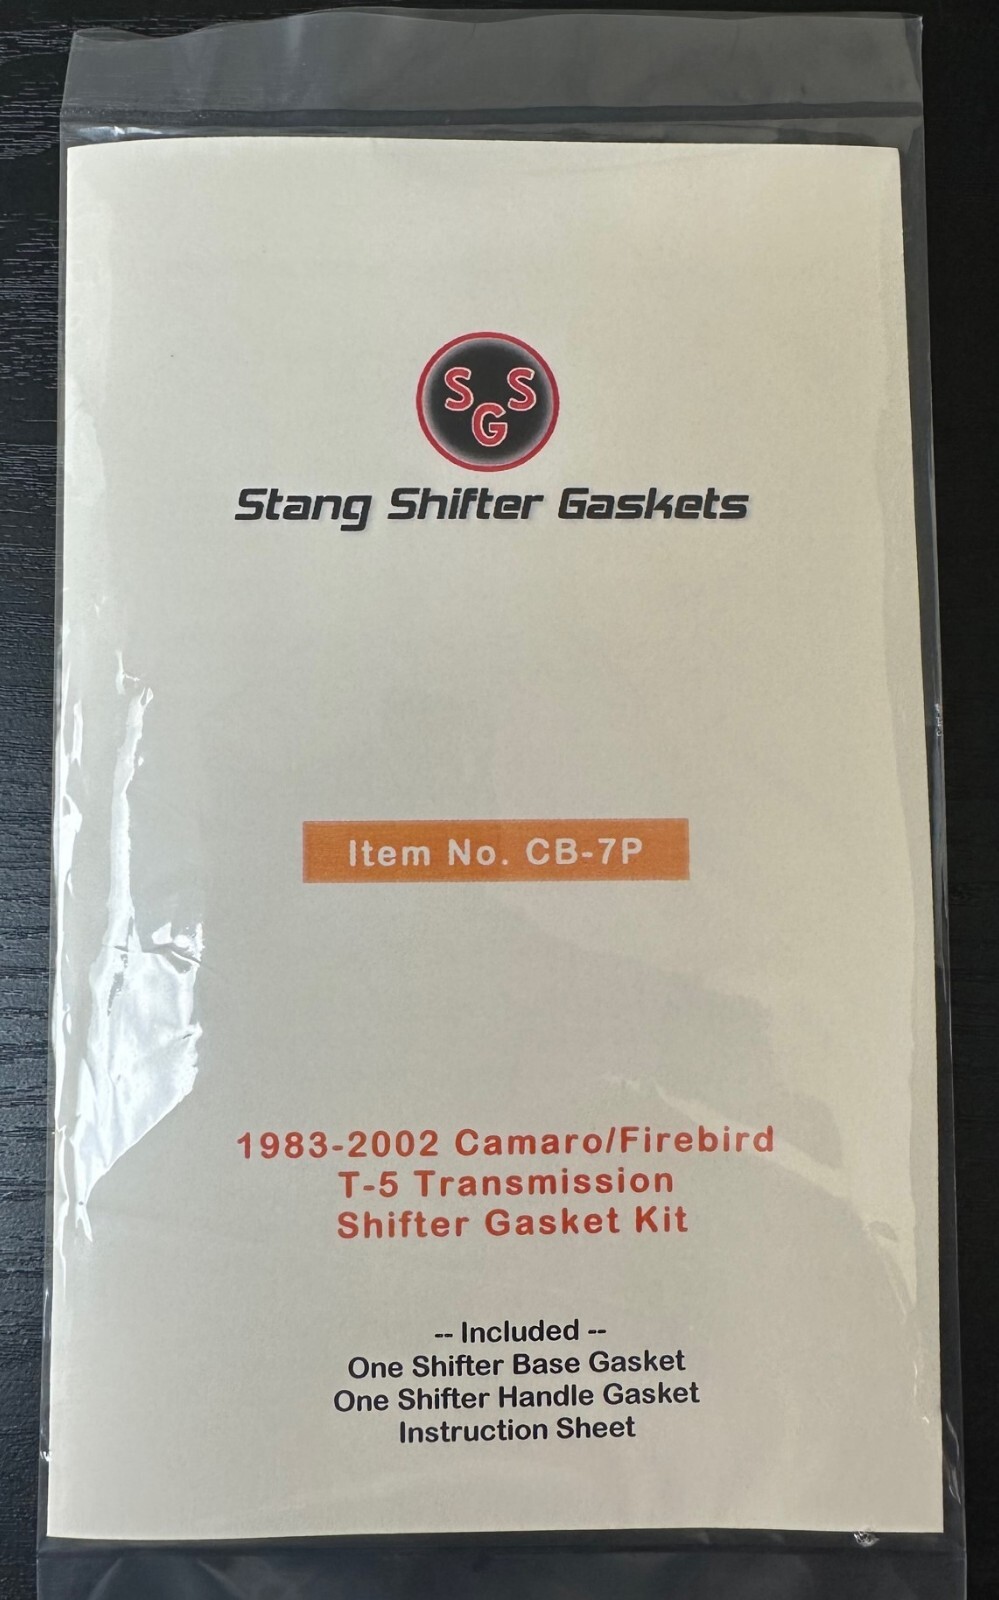 S S
G
Stang Shifter Gaskets
Item No. CB-7P
1983-2002 Camaro/Firebird
T-5 Transmission
Shifter Gasket Kit
-- Included --
One Shifter Base Gasket
One Shifter Handle Gasket
Instruction Sheet